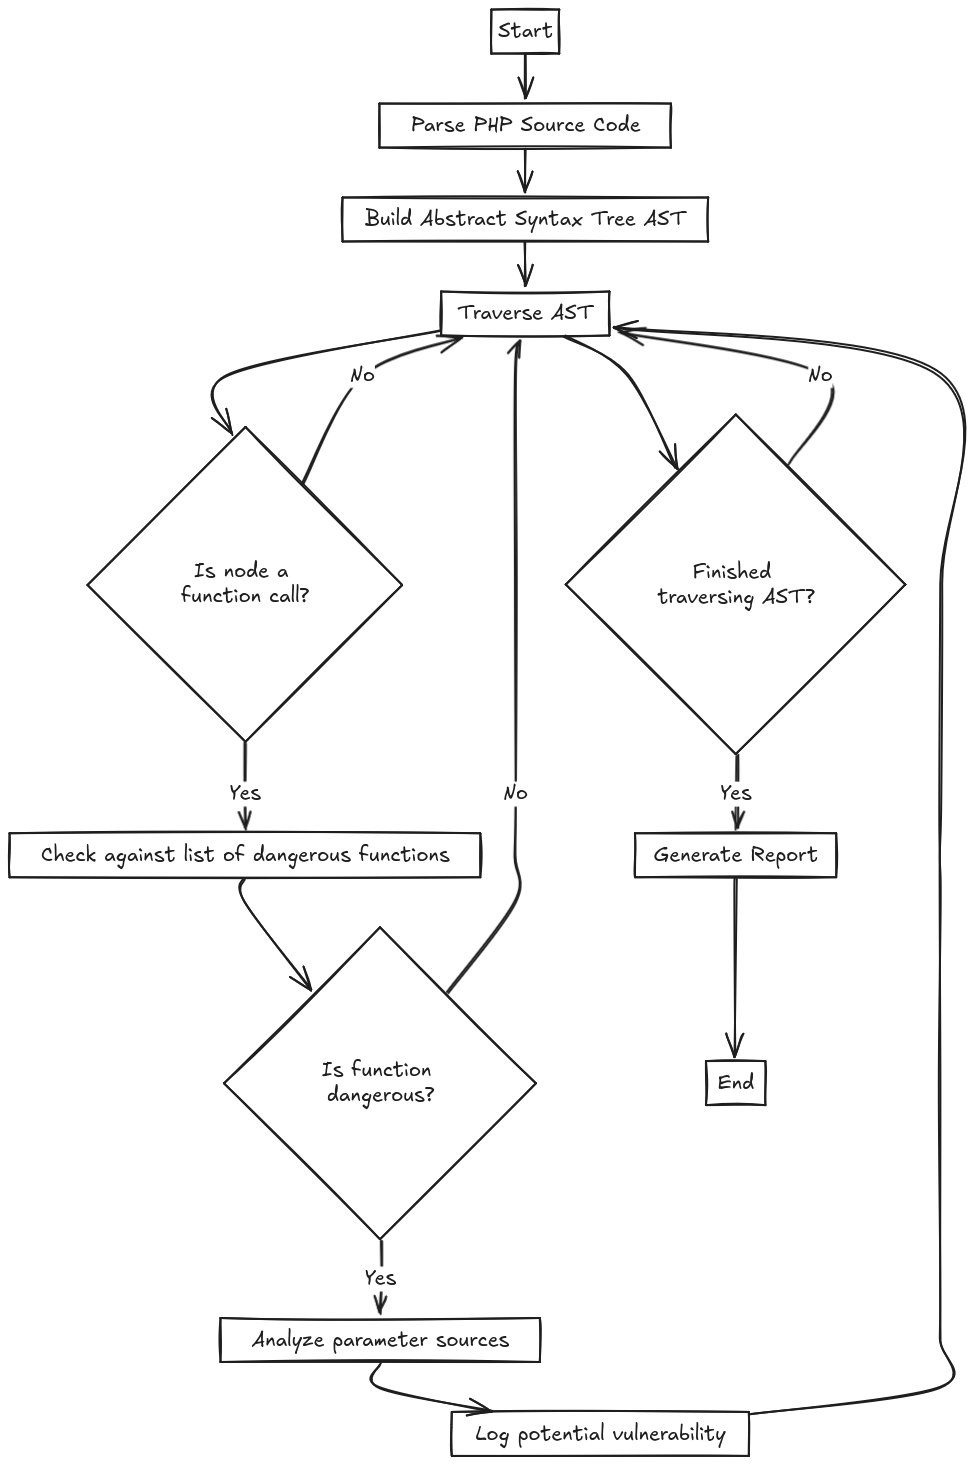 Start
Parse PHP Source Code
Build Abstract Syntax Tree AST
Traverse AST
No
No
Is node a
function call?
Finished
traversing AST?
Yes
No
Yes
Check against list of dangerous functions
Generate Report
Is function
dangerous?
End
Yes
Analyze parameter sources
Log potential vulnerability